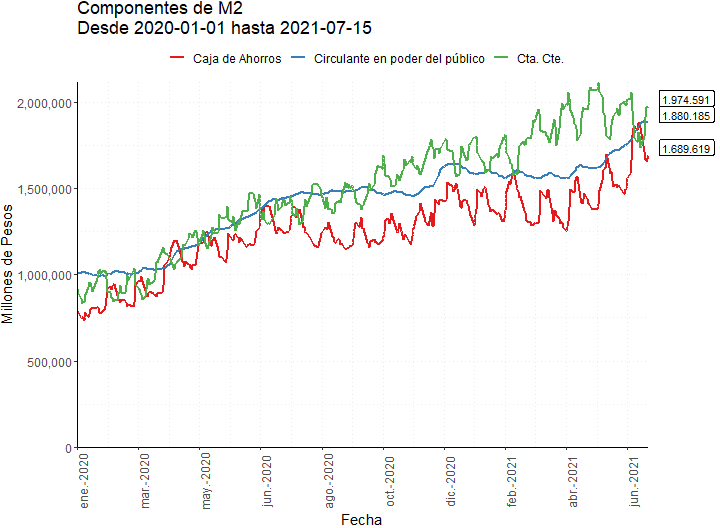 Componentes de M2
Desde 2020-01-01 hasta 2021-07-15
Caja de Ahorros
Circulante en poder del público
Cta. Cte.
Millones de Pesos
2,000,000
1,500,000
1,000,000
500,000
0
1.974.591
1.880.185
1.689.619
ene.-2020
mar.-2020
may.-2020
jun.-2020
ago.-2020
oct.-2020
dic.-2020
feb.-2021
abr.-2021
jun.-2021
Fecha